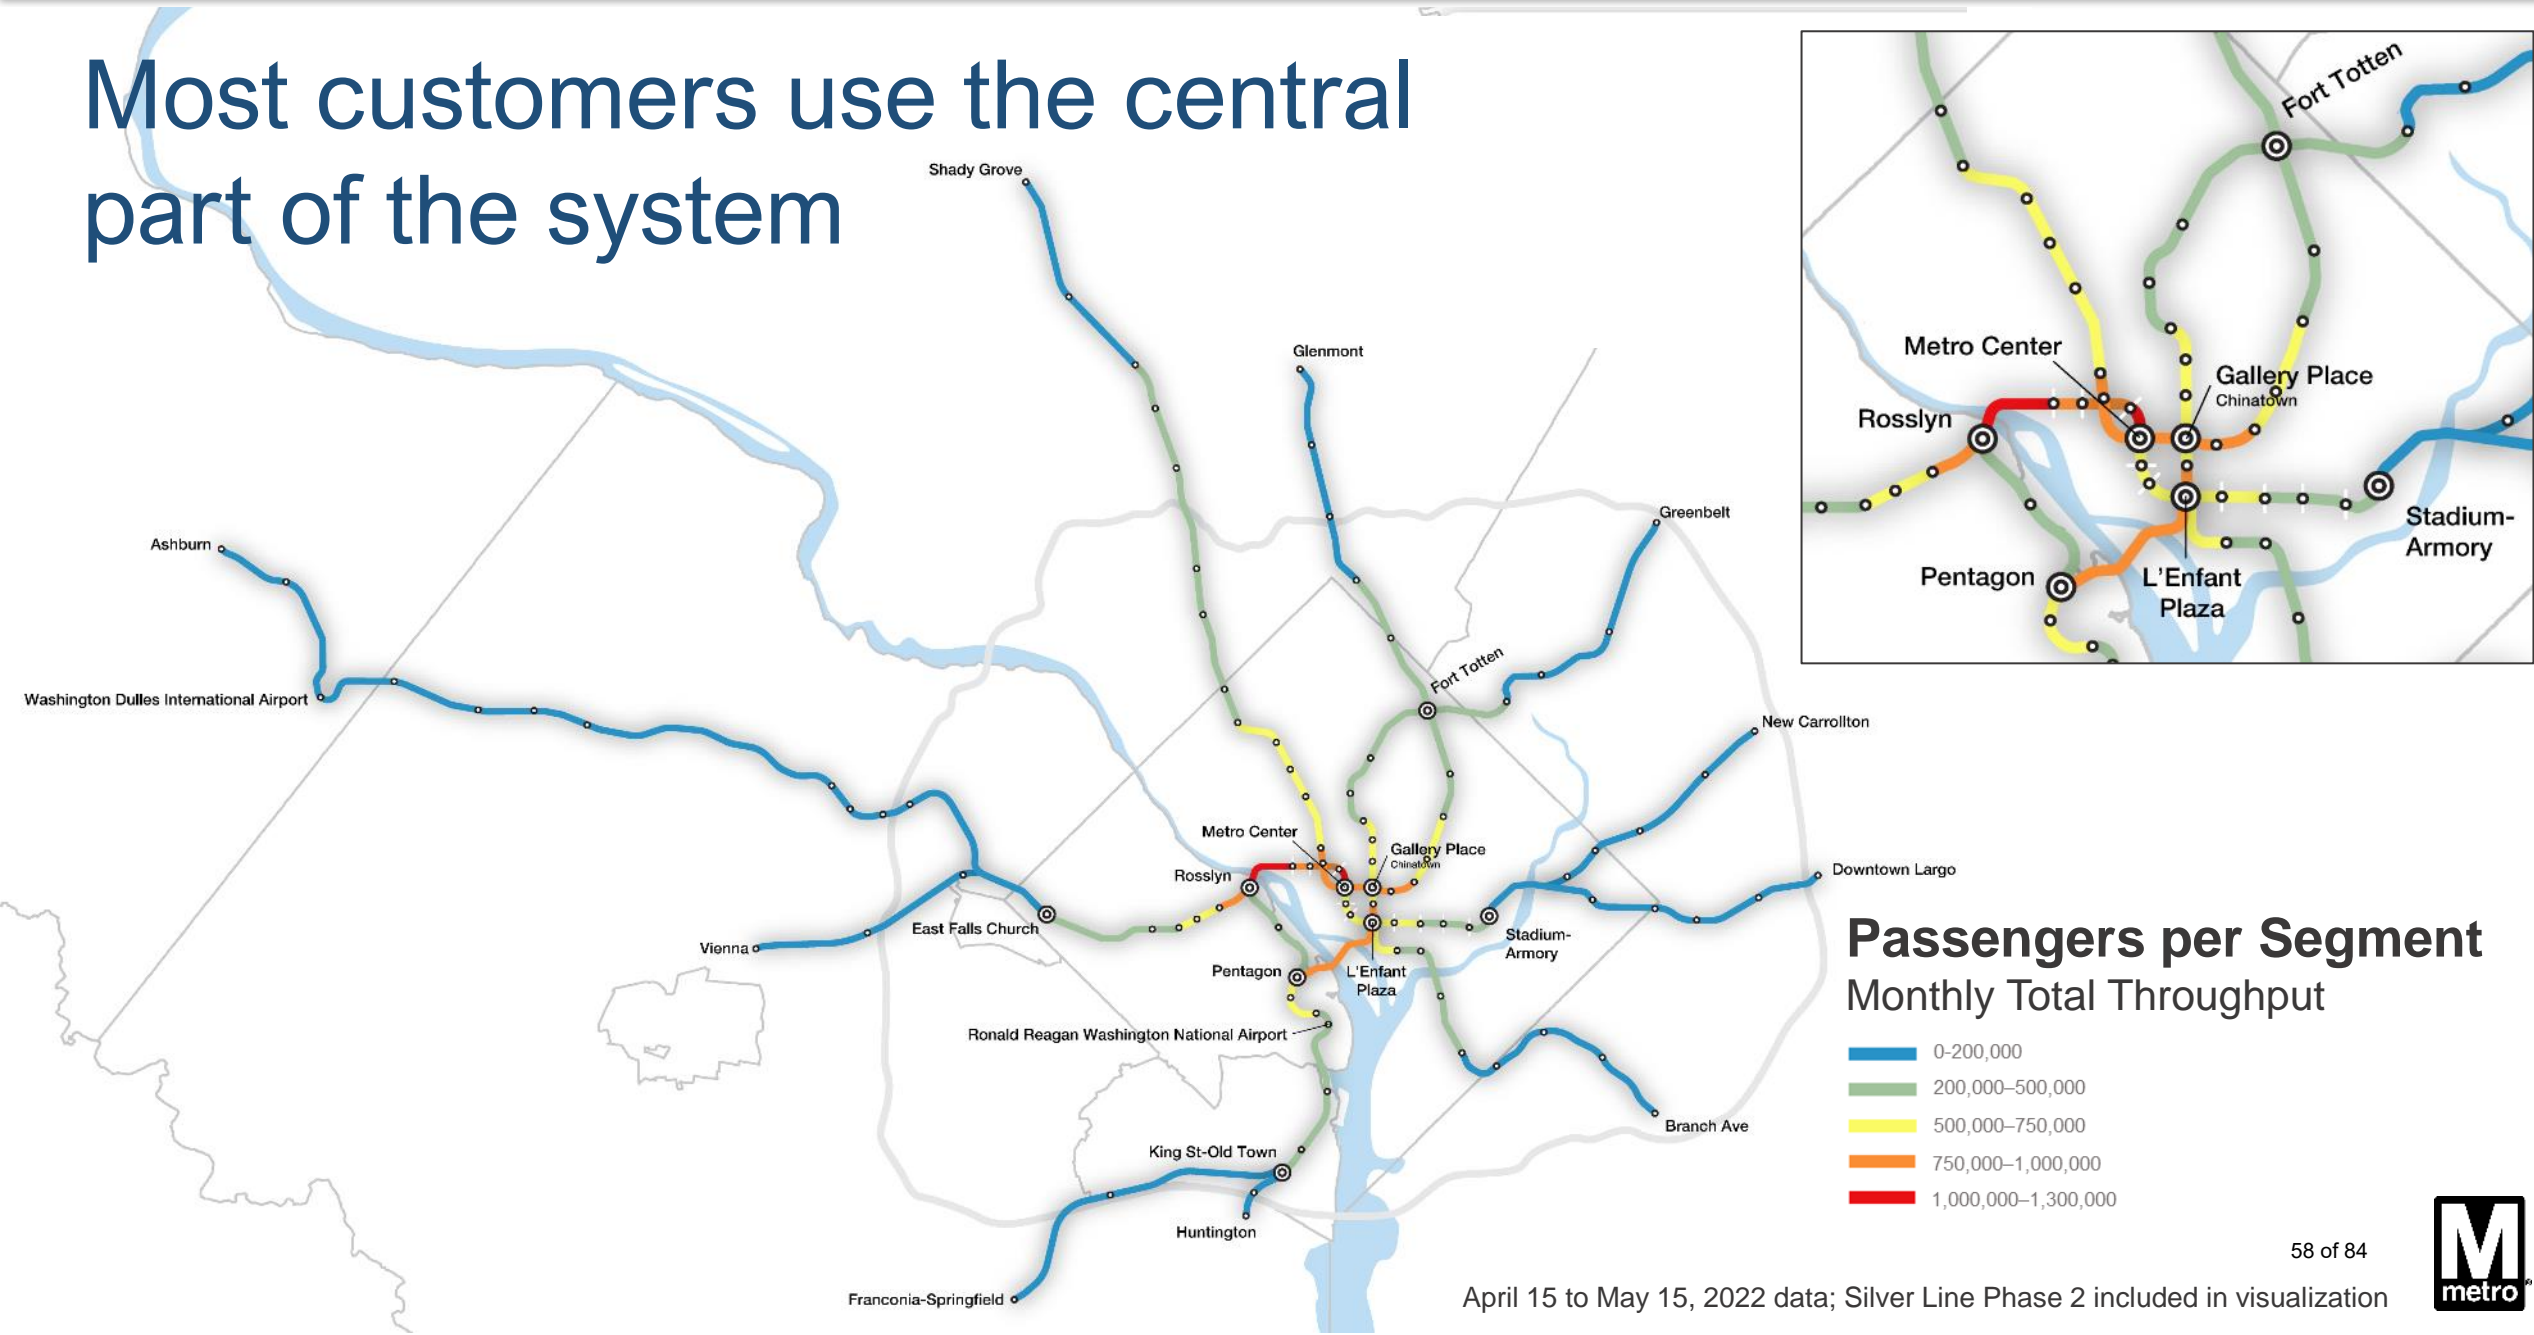 Most customers use the central
part of the system
Shady Grove
Glenmont
Greenbelt
Ashburn
Washington Dulles International Airport
Fort Totten
New Carrollton
Metro Center
Gallery Place
Chinatown
Rosslyn
Downtown Largo
East Falls Church
Vienna
Stadium-
Armory
Pentagon
L'Enfant
Plaza
Ronald Reagan Washington National Airport
Branch Ave
King St-Old Town
Huntington
Franconia-Springfield
Fort Totten
Metro Center
Gallery Place
Chinatown
Rosslyn
Stadium-
Armory
Pentagon
L'Enfant
Plaza
Passengers per Segment
Monthly Total Throughput
0-200,000
200,000–500,000
500,000–750,000
750,000–1,000,000
1,000,000–1,300,000
58 of 84
April 15 to May 15, 2022 data; Silver Line Phase 2 included in visualization
M
metro